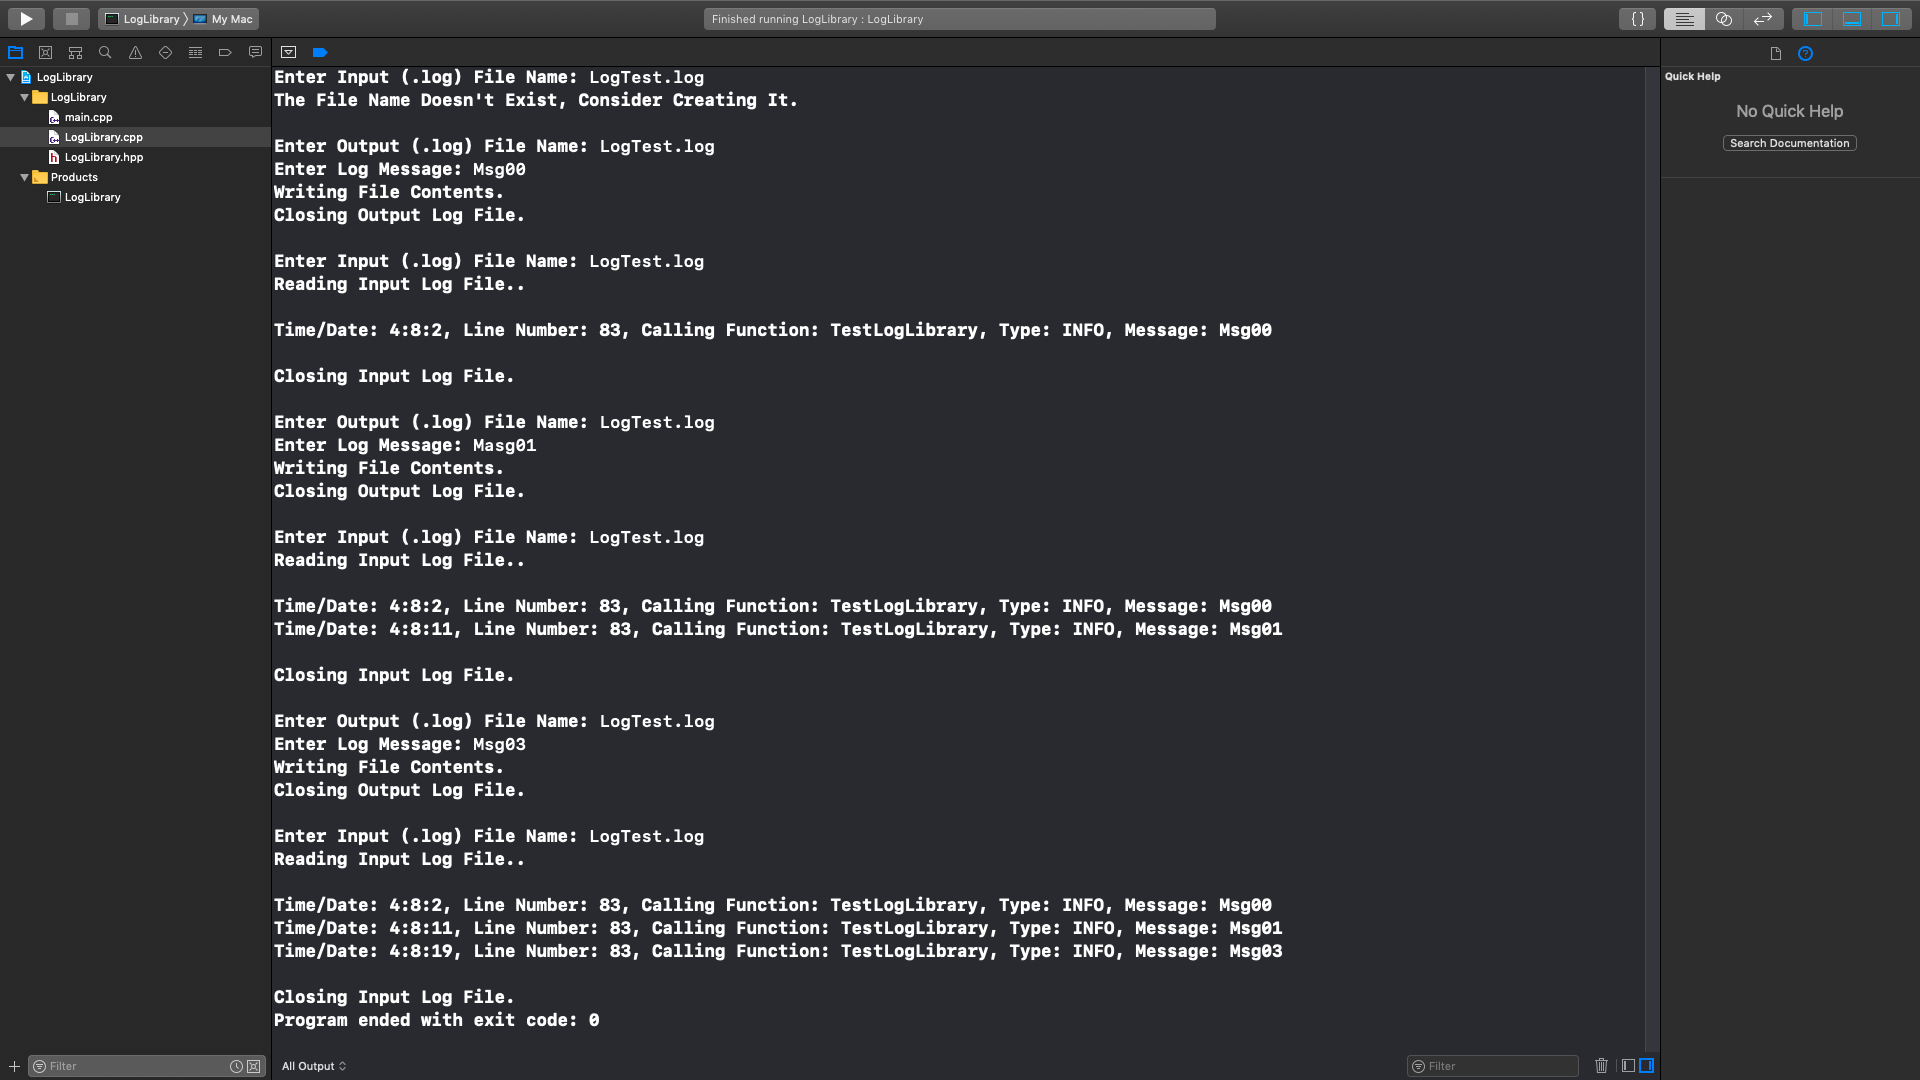 LogLibrary 〉 My Mac
Finished running LogLibrary : LogLibrary
{}
LogLibrary
LogLibrary
main.cpp
LogLibrary.cpp
LogLibrary.hpp
Products
LogLibrary
Enter Input (.log) File Name: LogTest.log
The File Name Doesn't Exist, Consider Creating It.
Enter Output (.log) File Name: LogTest.log
Enter Log Message: Msg00
Writing File Contents.
Closing Output Log File.
Enter Input (.log) File Name: LogTest.log
Reading Input Log File..
Time/Date: 4:8:2, Line Number: 83, Calling Function: TestLogLibrary, Type: INFO, Message: Msg00
Closing Input Log File.
Enter Output (.log) File Name: LogTest.log
Enter Log Message: Masg01
Writing File Contents.
Closing Output Log File.
Enter Input (.log) File Name: LogTest.log
Reading Input Log File..
Time/Date: 4:8:2, Line Number: 83, Calling Function: TestLogLibrary, Type: INFO, Message: Msg00
Time/Date: 4:8:11, Line Number: 83, Calling Function: TestLogLibrary, Type: INFO, Message: Msg01
Closing Input Log File.
Enter Output (.log) File Name: LogTest.log
Enter Log Message: Msg03
Writing File Contents.
Closing Output Log File.
Enter Input (.log) File Name: LogTest.log
Reading Input Log File..
Time/Date: 4:8:2, Line Number: 83, Calling Function: TestLogLibrary, Type: INFO, Message: Msg00
Time/Date: 4:8:11, Line Number: 83, Calling Function: TestLogLibrary, Type: INFO, Message: Msg01
Time/Date: 4:8:19, Line Number: 83, Calling Function: TestLogLibrary, Type: INFO, Message: Msg03
Closing Input Log File.
Program ended with exit code: 0
Quick Help
No Quick Help
Search Documentation
Filter
All Output
Filter